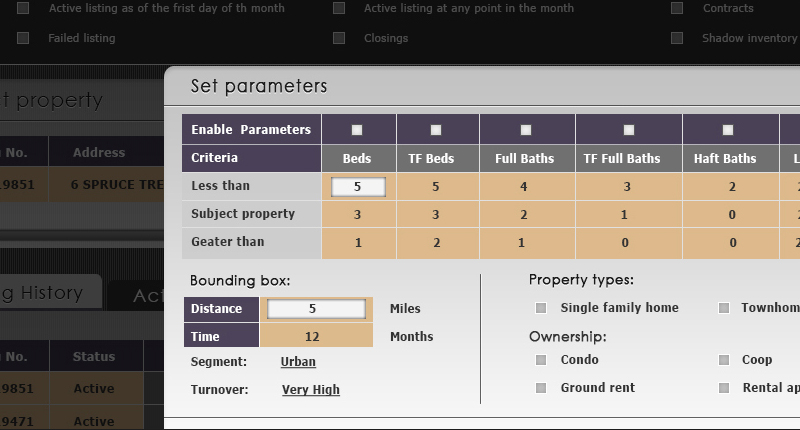 Active listing as of the frist day of th month Active listing at any point in the month Contracts
Failed listing Closings Shadow inventory
t property
Set parameters
No. Address
9851 6 SPRUCE TRE
Enable Parameters
Criteria Beds TF Beds Full Baths TF Full Baths Haft Baths L
Less than 5 5 4 3 2 2
Subject property 3 3 2 1 0 2
Geater than 1 2 1 0 0 2
g History Act
Bounding box:
Distance 5 Miles
Time 12 Months
Segment: Urban
Turnover: Very High
Property types:
Single family home Townhom
Ownership:
Condo Coop
Ground rent Rental ap
No. Status
9851 Active
9471 Active